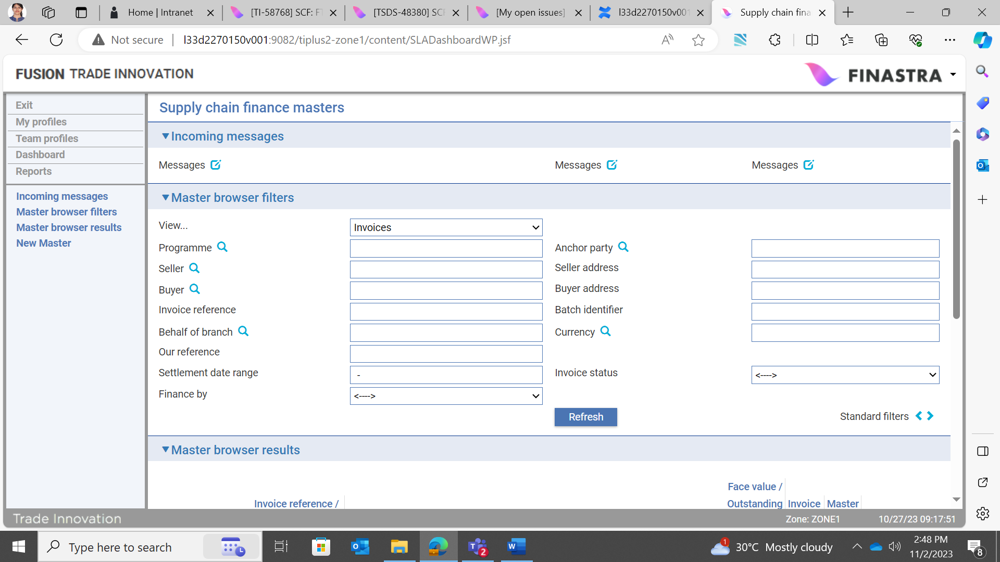 Home | Intranet
[TI-58768] SCF: FT
[TSDS-48380] SCF
[My open issues]
l33d2270150v001
Supply chain fina
Not secure
l33d2270150v001:9082/tiplus2-zone1/content/SLADashboardWP.jsf
FUSION TRADE INNOVATION
FINASTRA
Exit
My profiles
Team profiles
Dashboard
Reports
Incoming messages
Master browser filters
Master browser results
New Master
Supply chain finance masters
Incoming messages
Messages
Messages
Messages
Master browser filters
View...
Invoices
Programme
Anchor party
Seller
Seller address
Buyer
Buyer address
Invoice reference
Batch identifier
Behalf of branch
Currency
Our reference
Settlement date range
-
Invoice status
<---->
Finance by
<---->
Refresh
Standard filters
Master browser results
Invoice reference /
Face value /
Outstanding
Invoice
Master
Trade Innovation
Zone: ZONE1
10/27/23 09:17:51
Type here to search
2
1
30°C Mostly cloudy
2:48 PM
11/2/2023
8